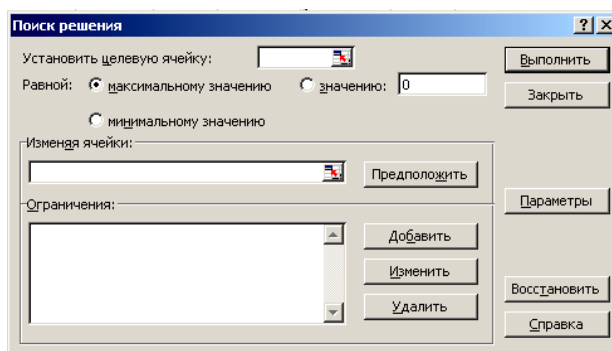 Поиск решения
Установить целевую ячейку:
Выполнить
Равной: максимальному значению значению: 0
Закрыть
минимальному значению
Изменяя ячейки:
Предположить
Параметры
Ограничения:
Добавить
Изменить
Восстановить
Удалить
Справка